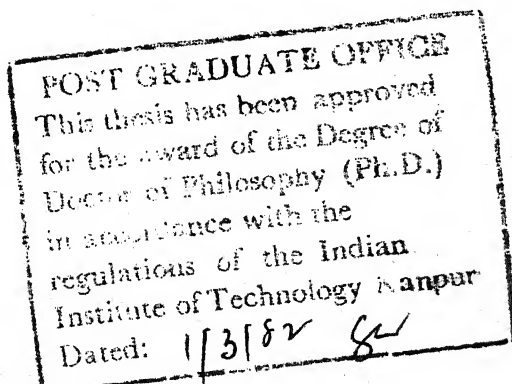 POST GRADUATE OFFICE
This thesis has been approved
for the award of the Degree of
Doctor of Philosophy (Ph.D.)
in accordance with the
regulations of the Indian
Institute of Technology Kanpur
Dated: 1/3/82